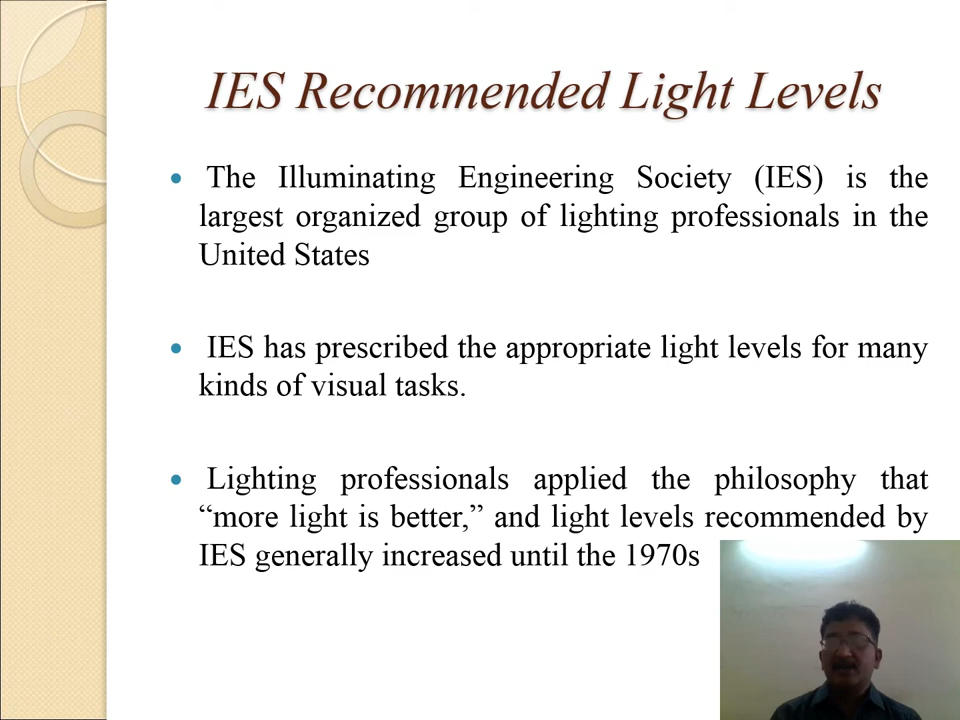 IES Recommended Light Levels
• The Illuminating Engineering Society (IES) is the
largest organized group of lighting professionals in the
United States
• IES has prescribed the appropriate light levels for many
kinds of visual tasks.
• Lighting professionals applied the philosophy that
“more light is better,” and light levels recommended by
IES generally increased until the 1970s